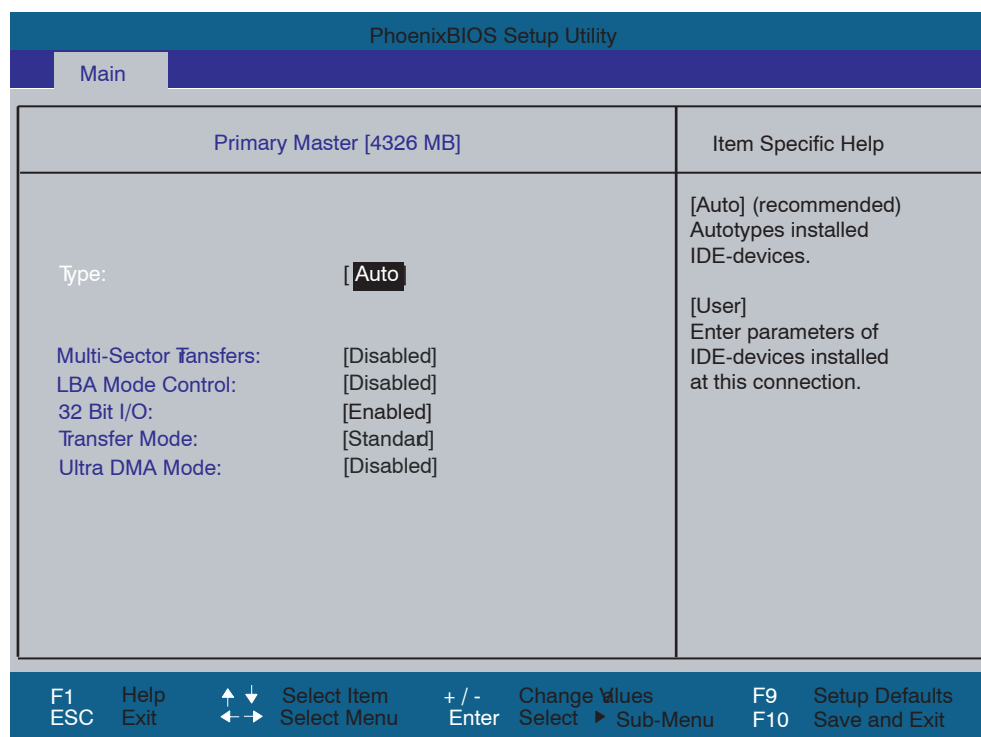 PhoenixBIOS Setup Utility
Main
Primary Master [4326 MB]
Item Specific Help
Type: [ Auto]
Multi-Sector Tansfers: [Disabled]
LBA Mode Control: [Disabled]
32 Bit I/O: [Enabled]
Transfer Mode: [Standard]
Ultra DMA Mode: [Disabled]
[Auto] (recommended)
Autotypes installed
IDE-devices.
[User]
Enter parameters of
IDE-devices installed
at this connection.
F1 Help ↑ ↓ Select Item + / - Change Values F9 Setup Defaults
ESC Exit ← → Select Menu Enter Select ▶ Sub-Menu F10 Save and Exit